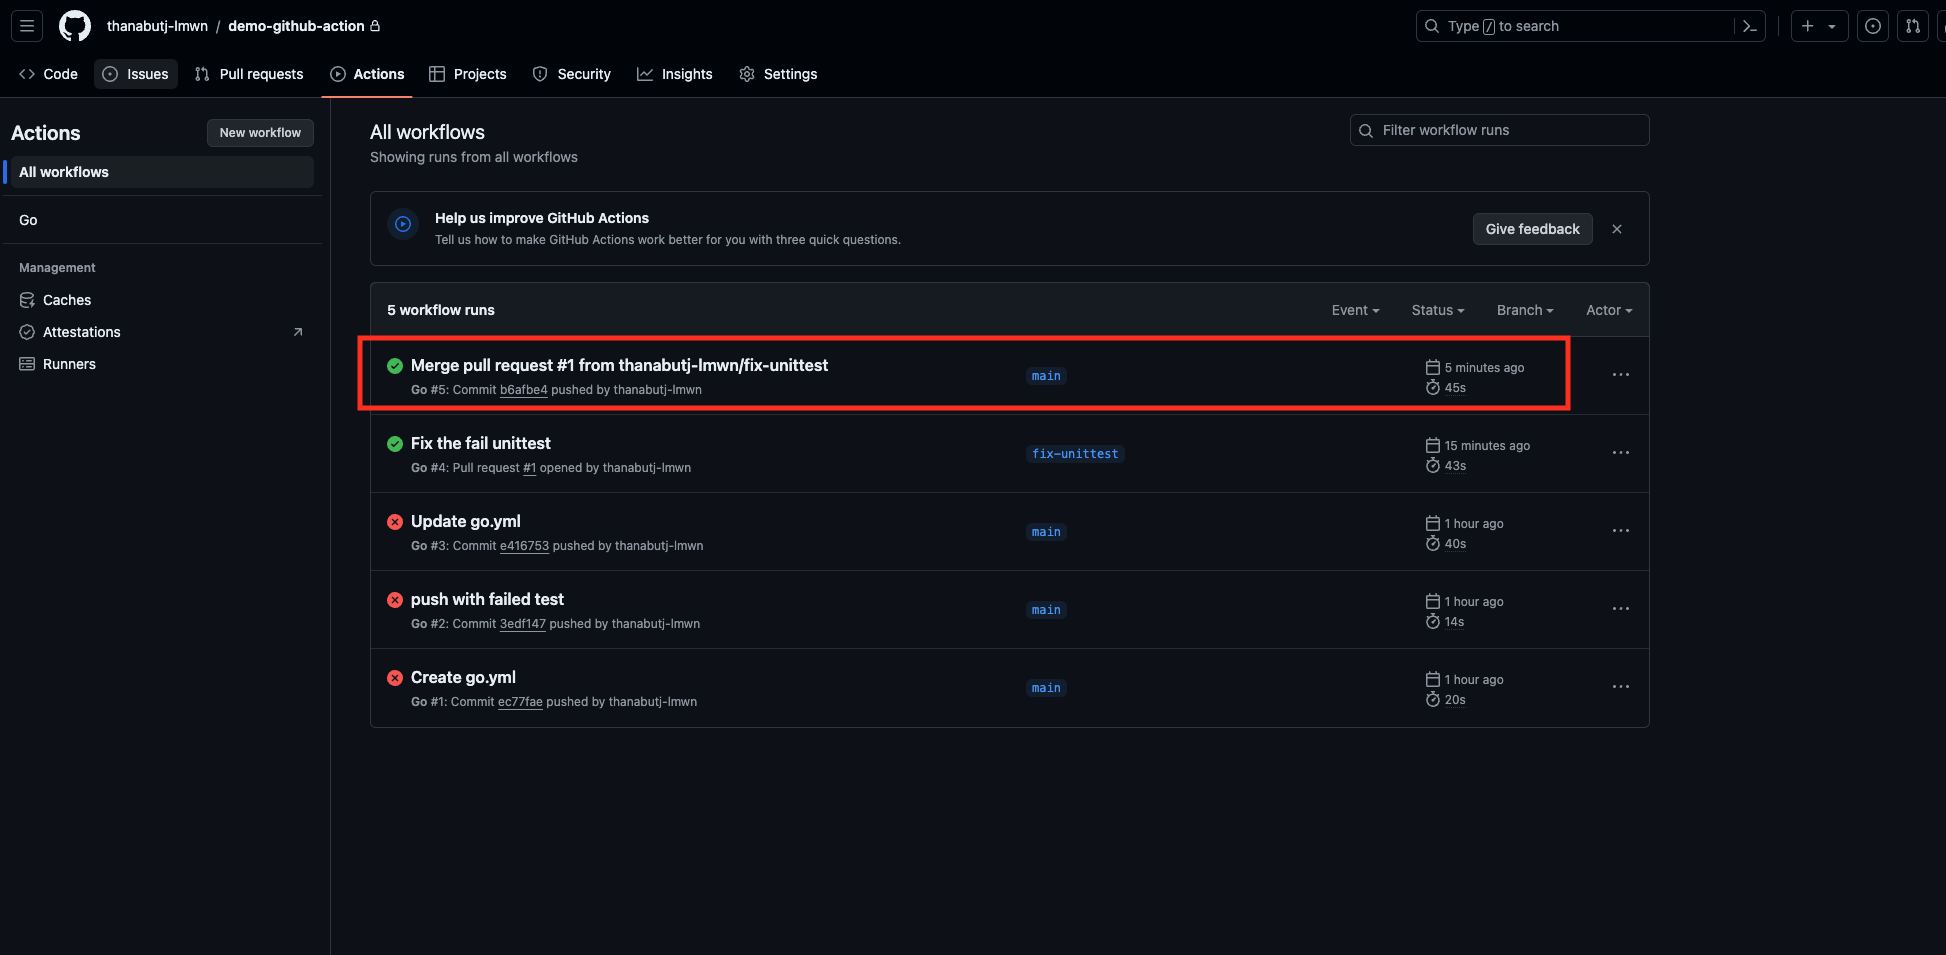 thanabutj-lmwn / demo-github-action
Type / to search
Code
Issues
Pull requests
Actions
Projects
Security
Insights
Settings
Actions
New workflow
All workflows
Go
Management
Caches
Attestations
Runners
All workflows
Showing runs from all workflows
Filter workflow runs
Help us improve GitHub Actions
Tell us how to make GitHub Actions work better for you with three quick questions.
Give feedback
5 workflow runs
Event
Status
Branch
Actor
Merge pull request #1 from thanabutj-lmwn/fix-unittest
Go #5: Commit b6afbe4 pushed by thanabutj-lmwn
main
5 minutes ago
45s
Fix the fail unittest
Go #4: Pull request #1 opened by thanabutj-lmwn
fix-unittest
15 minutes ago
43s
Update go.yml
Go #3: Commit e416753 pushed by thanabutj-lmwn
main
1 hour ago
40s
push with failed test
Go #2: Commit 3edf147 pushed by thanabutj-lmwn
main
1 hour ago
14s
Create go.yml
Go #1: Commit ec77fae pushed by thanabutj-lmwn
main
1 hour ago
20s